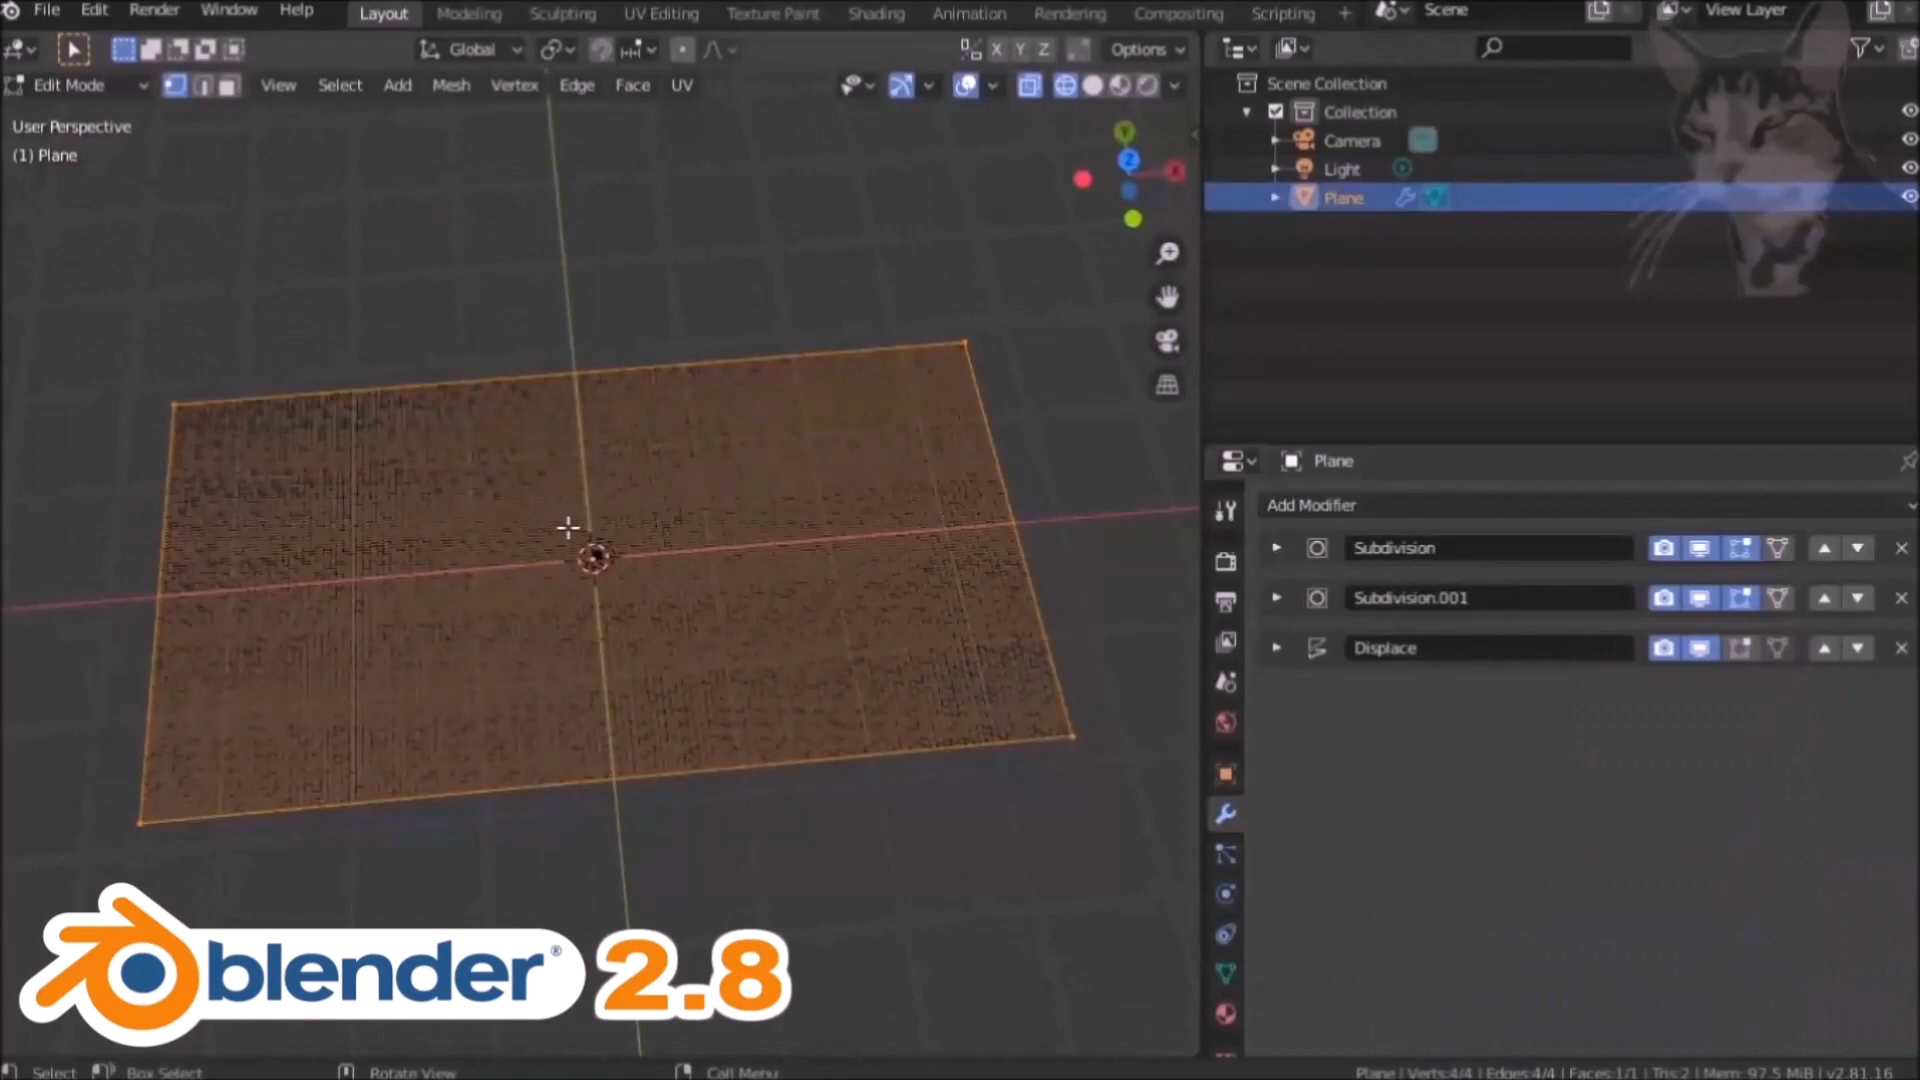 File Edit Render Window Help Layout Modeling Sculpting UV Editing Texture Paint Shading Animation Rendering Compositing Scripting + Scene View Layer
Global X Y Z Options
Edit Mode View Select Add Mesh Vertex Edge Face UV
User Perspective
(1) Plane
Y
Z
X
Scene Collection
Collection
Camera
Light
Plane
Plane
Add Modifier
Subdivision
Subdivision.001
Displace
blender® 2.8
Select Box Select Rotate View Call Menu Plane | Verts:4/4 | Edges:4/4 | Faces:1/1 | Tris:2 | Mem: 97.5 MiB | v2.81.16